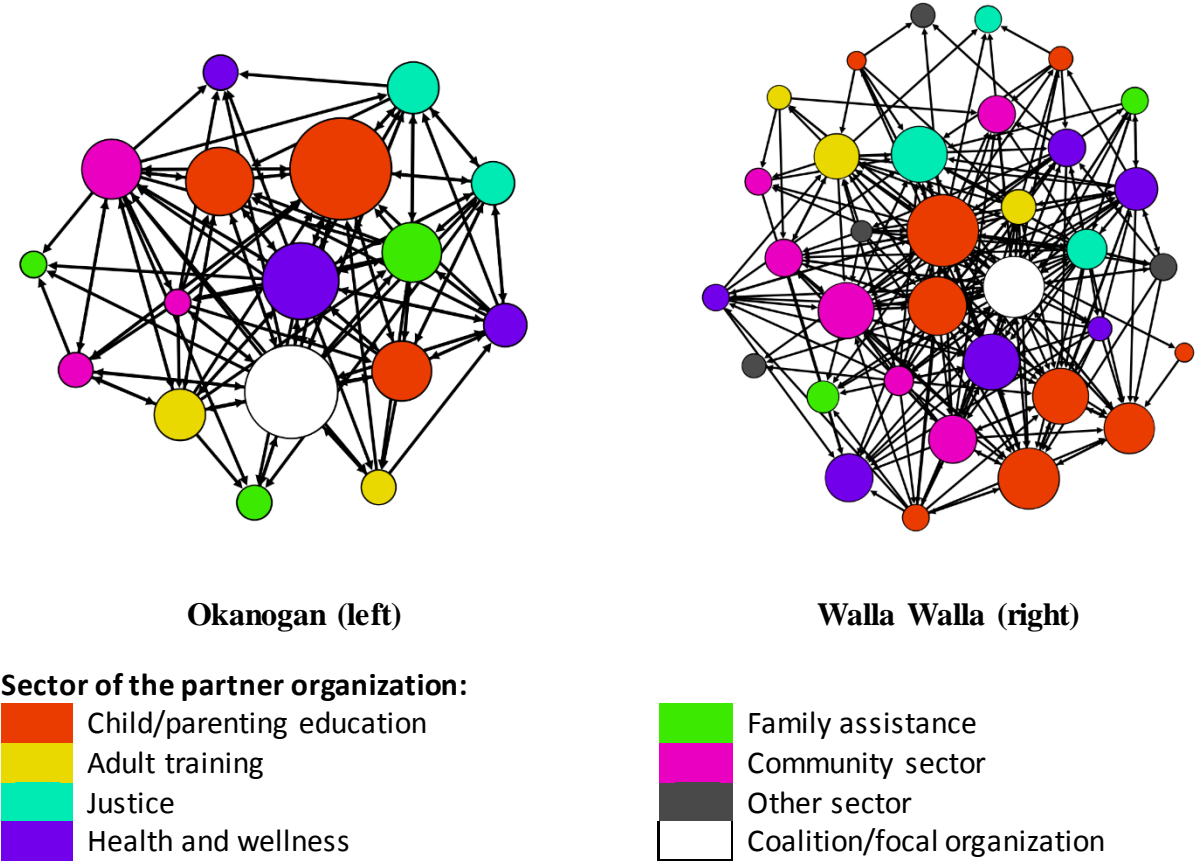 Okanogan (left)
Walla Walla (right)
Sector of the partner organization:
Child/parenting education
Adult training
Justice
Health and wellness
Family assistance
Community sector
Other sector
Coalition/focal organization